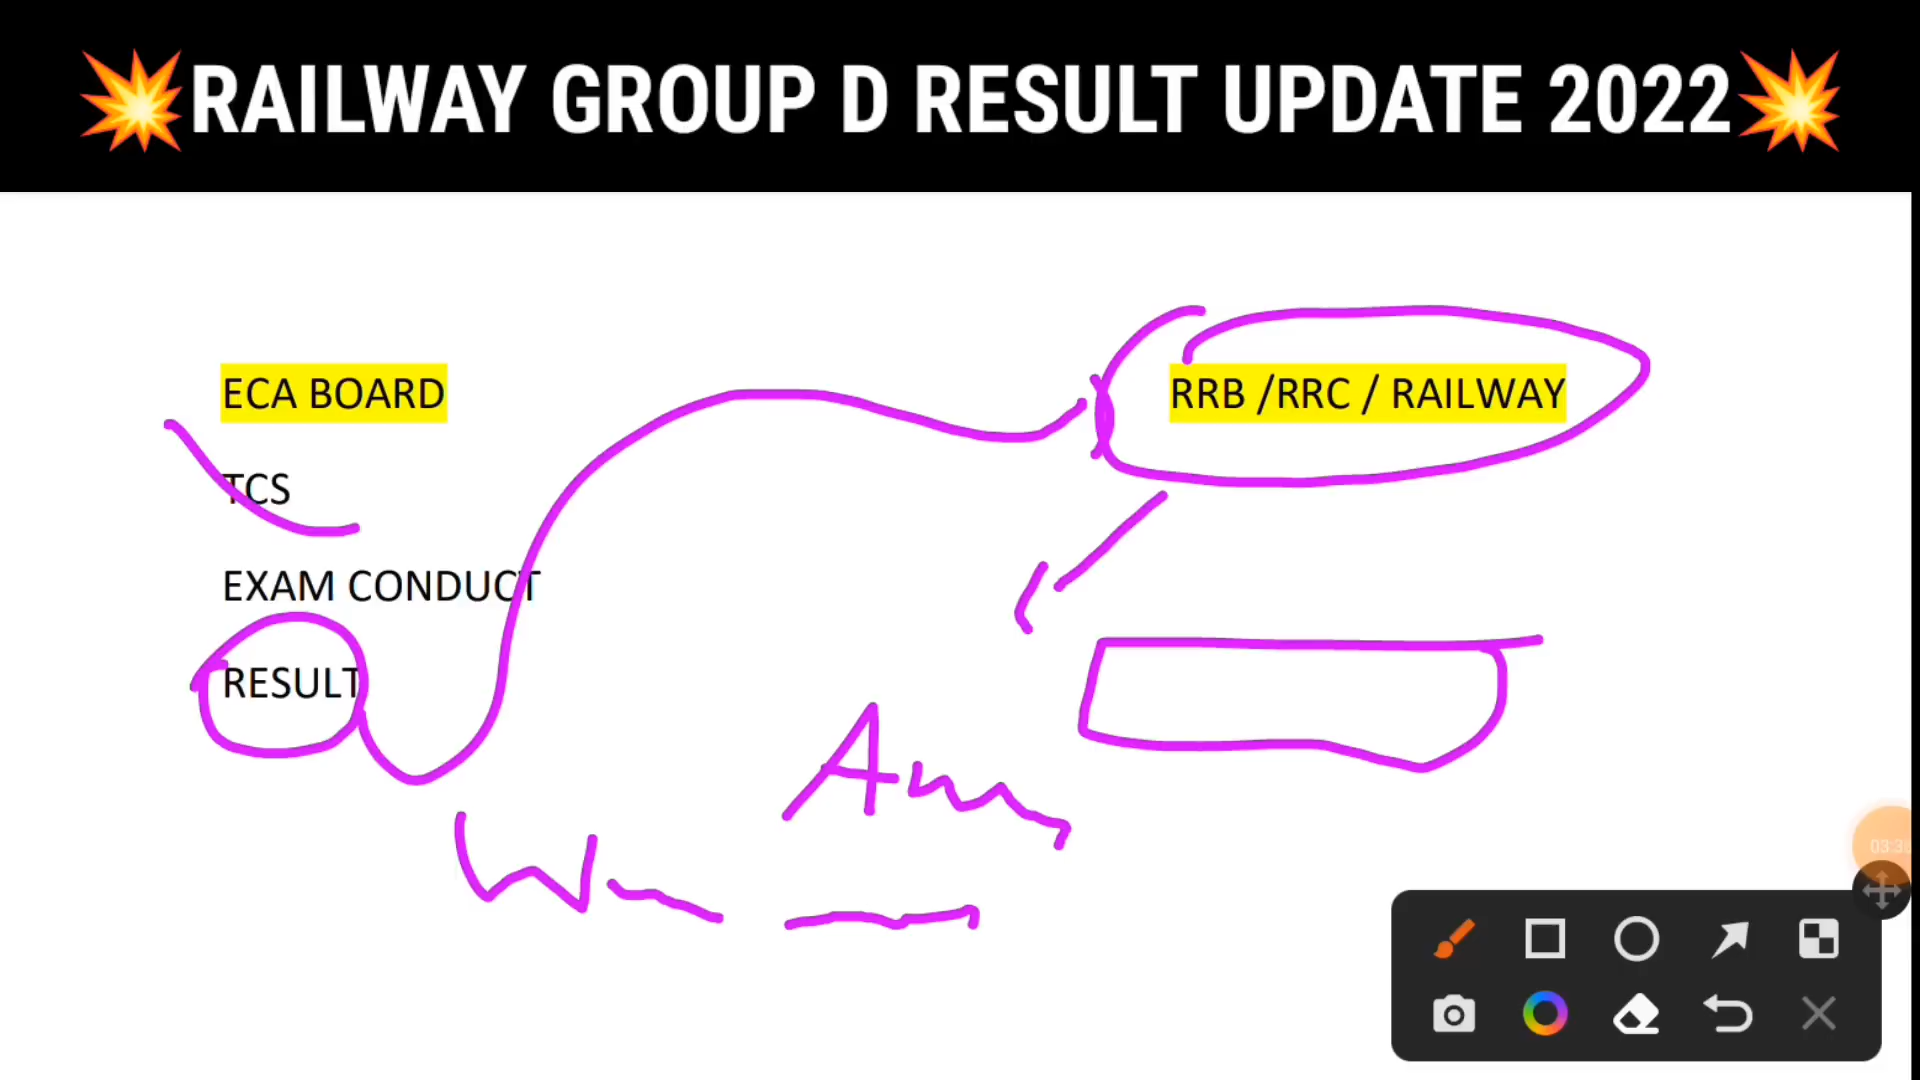 💥RAILWAY GROUP D RESULT UPDATE 2022💥
ECA BOARD
RRB /RRC / RAILWAY
TCS
EXAM CONDUCT
RESULT